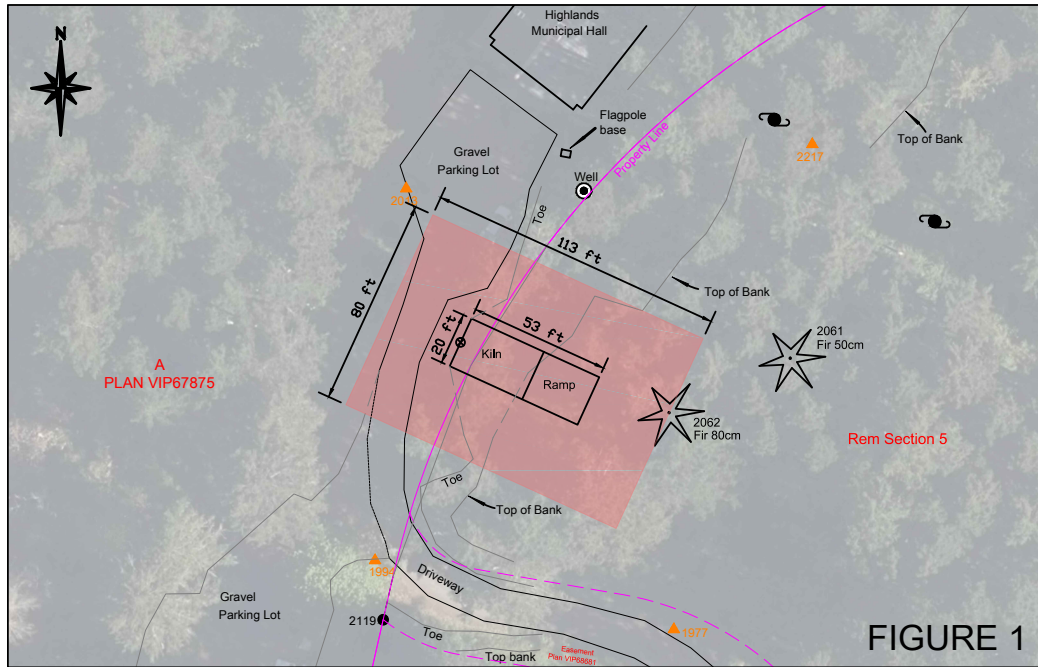 Highlands
Municipal Hall
N
Flagpole
base
Top of Bank
2217
Gravel
Parking Lot
Property Line
Well
Toe
113 ft
80 ft
Top of Bank
53 ft
20 ft
Kiln
Ramp
2061
Fir 50cm
A
PLAN VIP67875
2062
Fir 80cm
Rem Section 5
Toe
Top of Bank
1994
Driveway
Gravel
Parking Lot
2119
Toe
1977
Top bank
Easement
Plan VIP68681
FIGURE 1